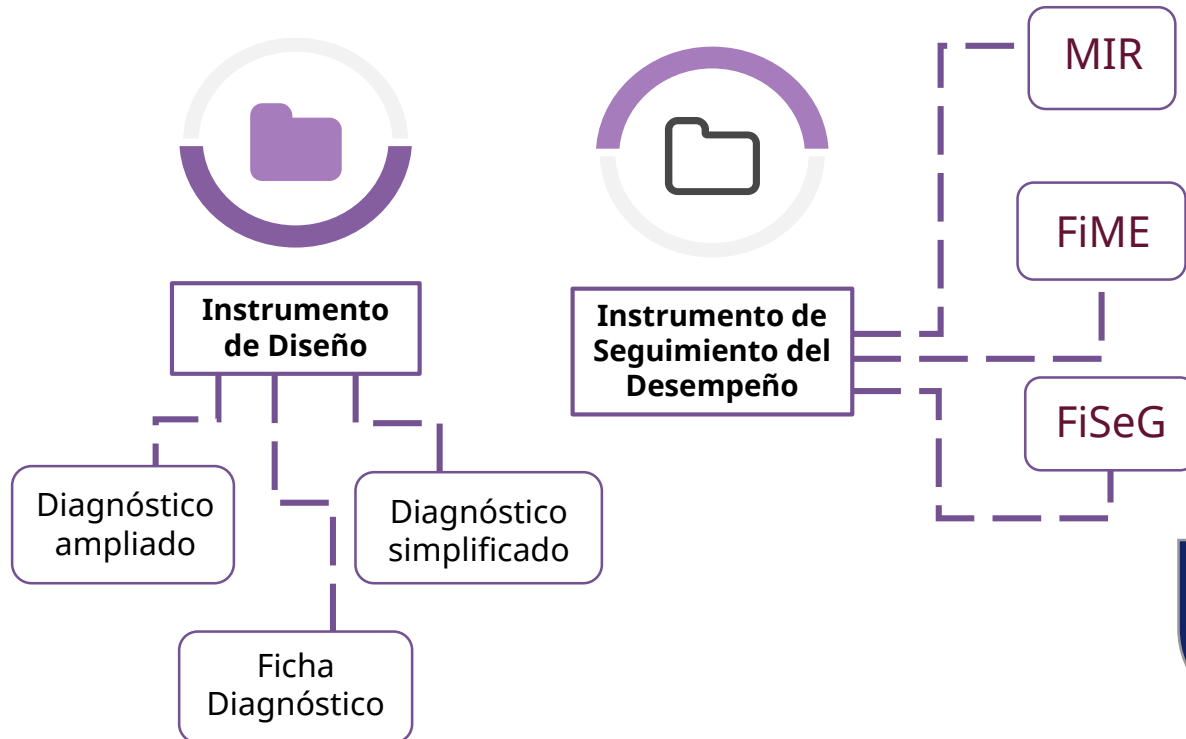 Instrumento
de Diseño
Diagnóstico
ampliado
Ficha
Diagnóstico
Diagnóstico
simplificado
Instrumento de
Seguimiento del
Desempeño
MIR
FiME
FiSeG